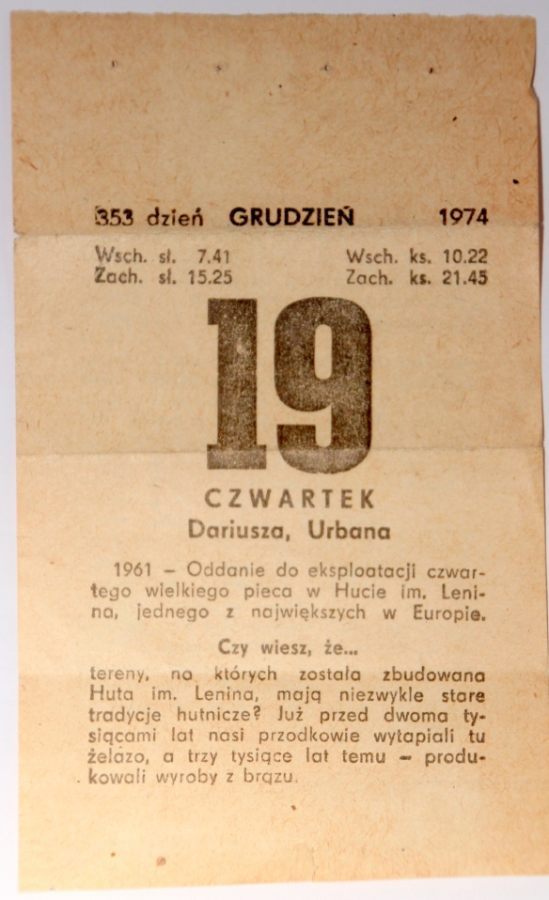 353 dzień GRUDZIEŃ 1974
Wsch. sł. 7.41 Wsch. ks. 10.22
Zach. sł. 15.25 Zach. ks. 21.45
19
CZWARTEK
Dariusza, Urbana
1961 – Oddanie do eksploatacji czwar-
tego wielkiego pieca w Hucie im. Leni-
na, jednego z największych w Europie.
Czy wiesz, że...
tereny, na których została zbudowana
Huta im. Lenina, mają niezwykle stare
tradycje hutnicze? Już przed dwoma ty-
siącami lat nasi przodkowie wytapiali tu
żelazo, a trzy tysiące lat temu – produ-
kowali wyroby z brązu.